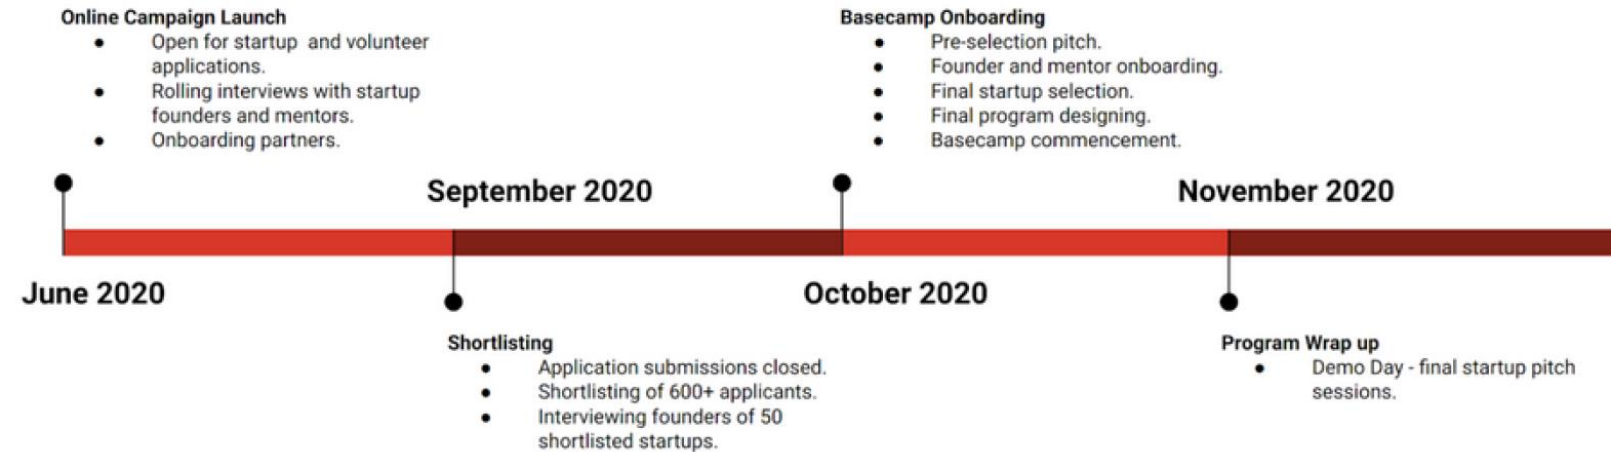 Online Campaign Launch
● Open for startup and volunteer
applications.
● Rolling interviews with startup
founders and mentors.
● Onboarding partners.
Basecamp Onboarding
● Pre-selection pitch.
● Founder and mentor onboarding.
● Final startup selection.
● Final program designing.
● Basecamp commencement.
September 2020
November 2020
June 2020
October 2020
Shortlisting
● Application submissions closed.
● Shortlisting of 600+ applicants.
● Interviewing founders of 50
shortlisted startups.
Program Wrap up
● Demo Day - final startup pitch
sessions.